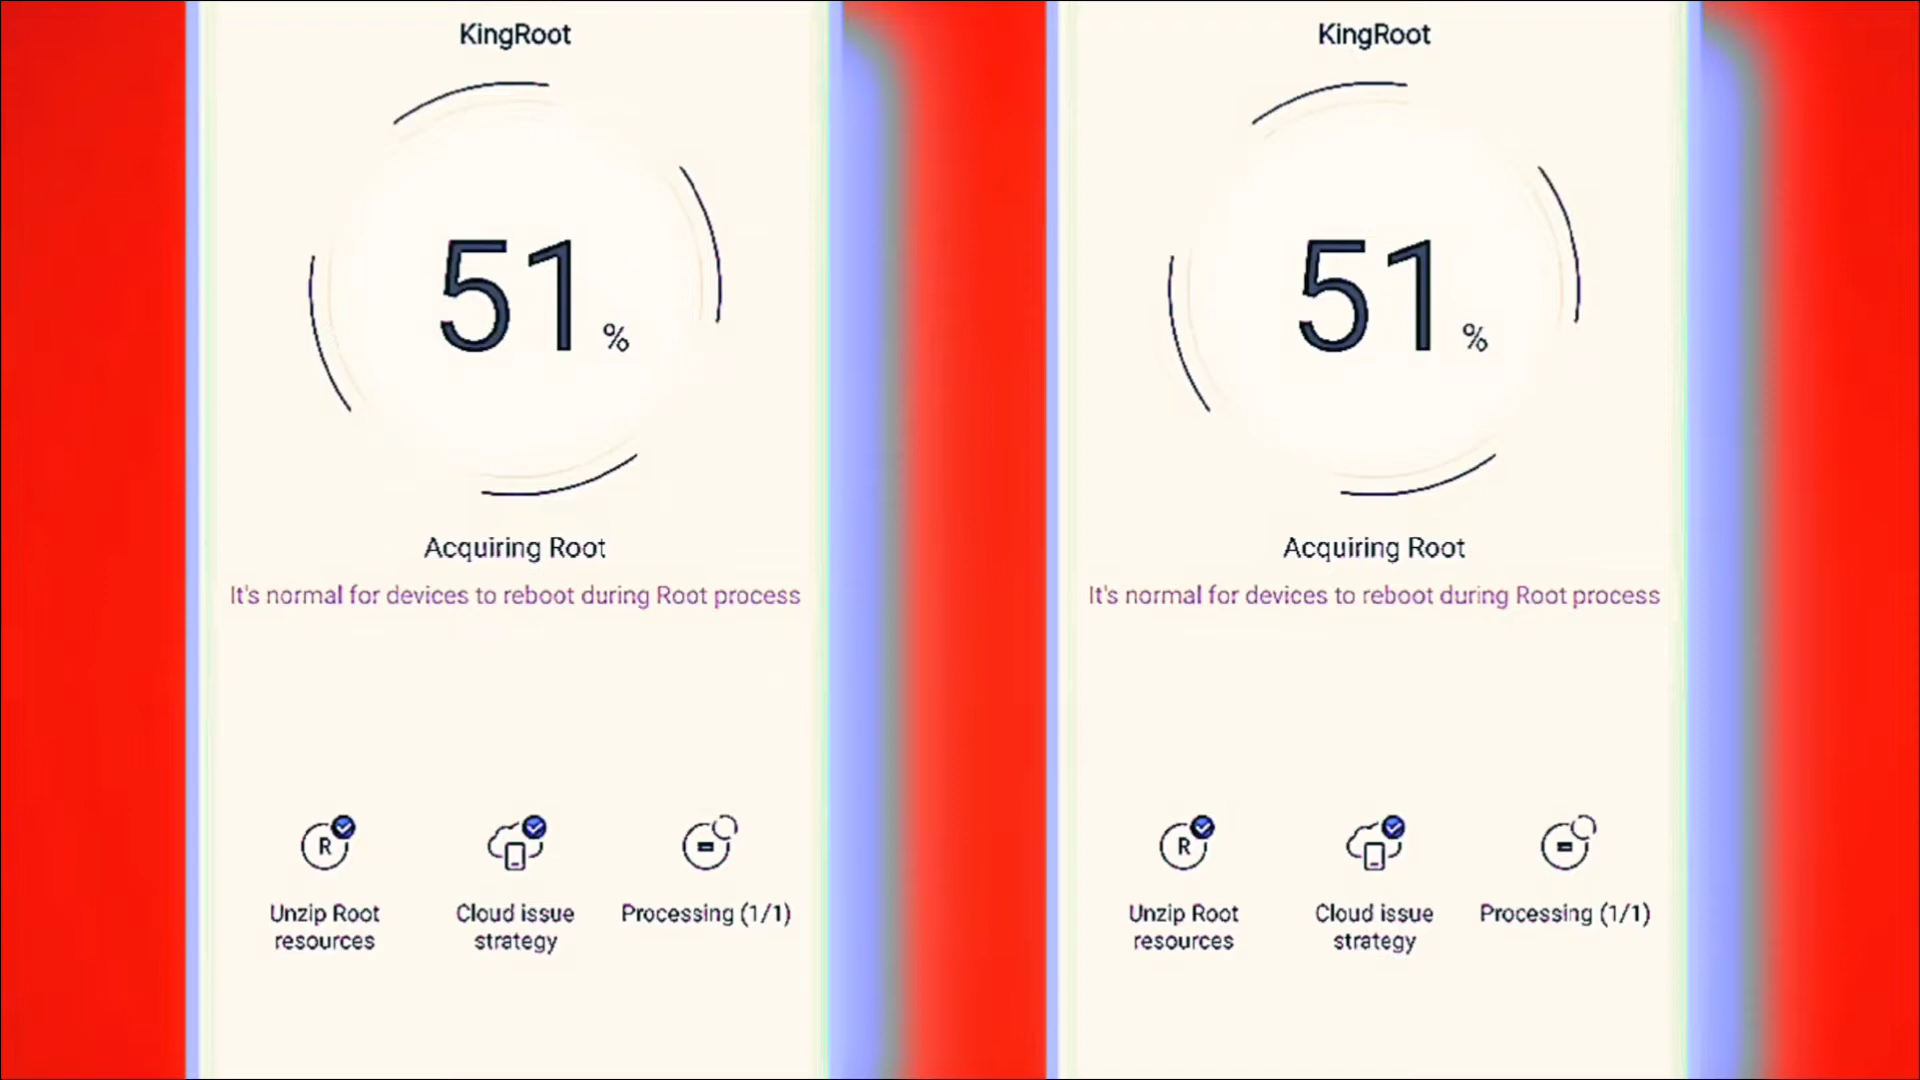 KingRoot
51 %
Acquiring Root
It's normal for devices to reboot during Root process
R
Unzip Root
resources
Cloud issue
strategy
Processing (1/1)
KingRoot
51 %
Acquiring Root
It's normal for devices to reboot during Root process
R
Unzip Root
resources
Cloud issue
strategy
Processing (1/1)